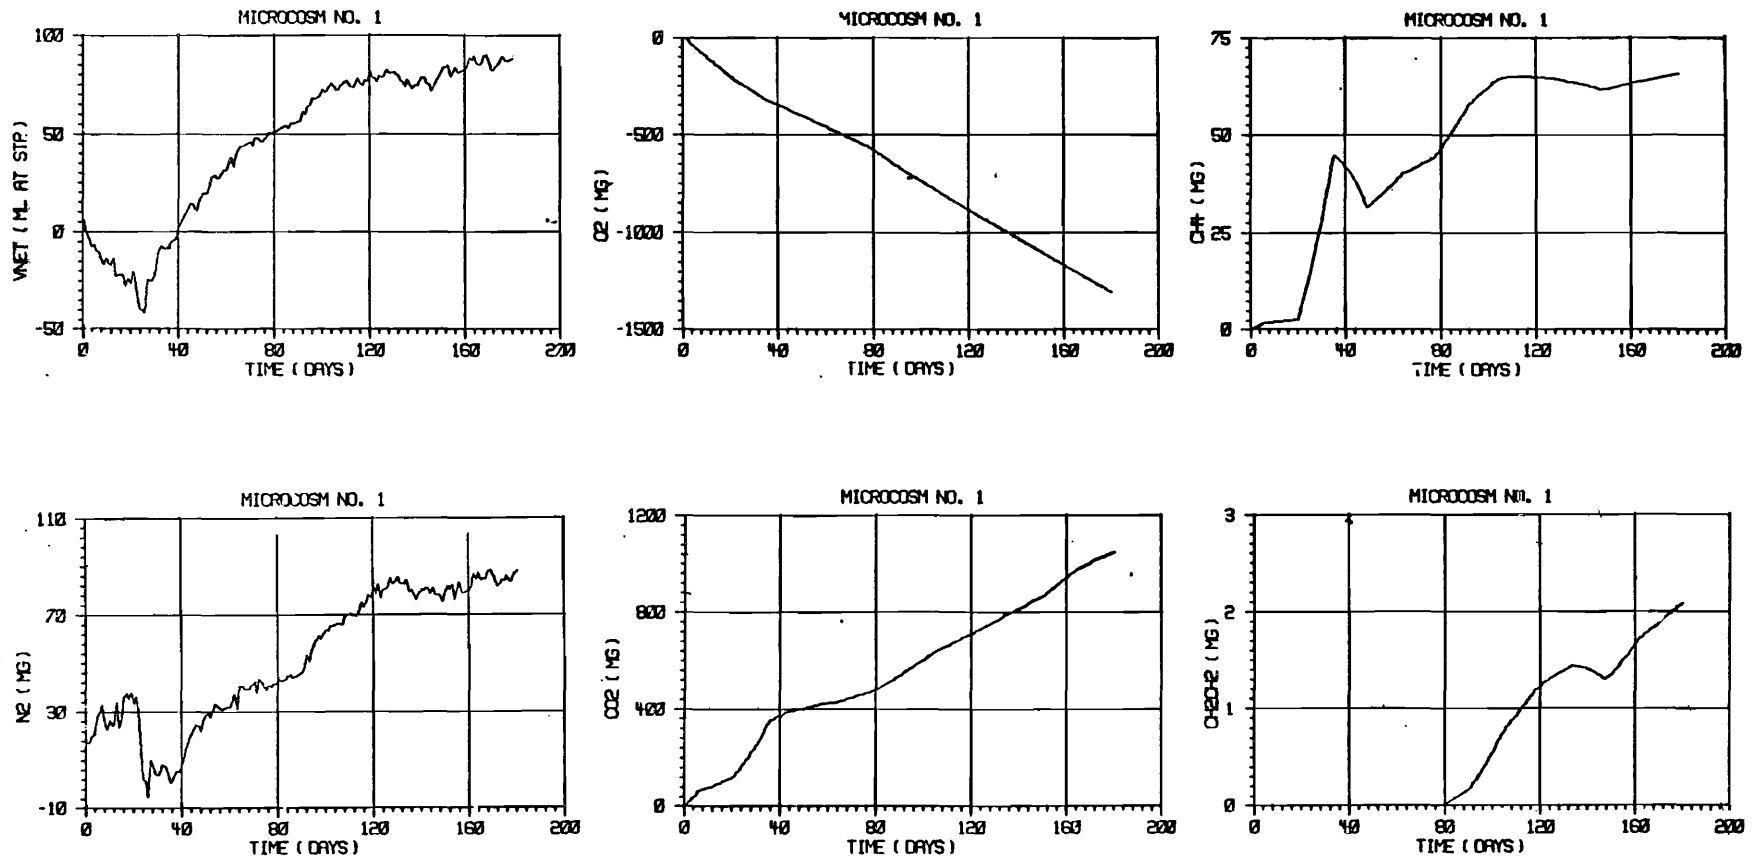 MICROCOSM NO. 1
VNET ( ML AT STP.)
100
50
0
-50
0 40 80 120 160 200
TIME ( DAYS )
MICROCOSM NO. 1
O2 ( MG )
0
-500
-1000
-1500
0 40 80 120 160 200
TIME ( DAYS )
MICROCOSM NO. 1
CH4 ( MG )
75
50
25
0
0 40 80 120 160 200
TIME ( DAYS )
MICROCOSM NO. 1
N2 ( MG )
110
70
30
-10
0 40 80 120 160 200
TIME ( DAYS )
MICROCOSM NO. 1
CO2 ( MG )
1200
800
400
0
0 40 80 120 160 200
TIME ( DAYS )
MICROCOSM NO. 1
CH2CH2 ( MG )
3
2
1
0
0 40 80 120 160 200
TIME ( DAYS )